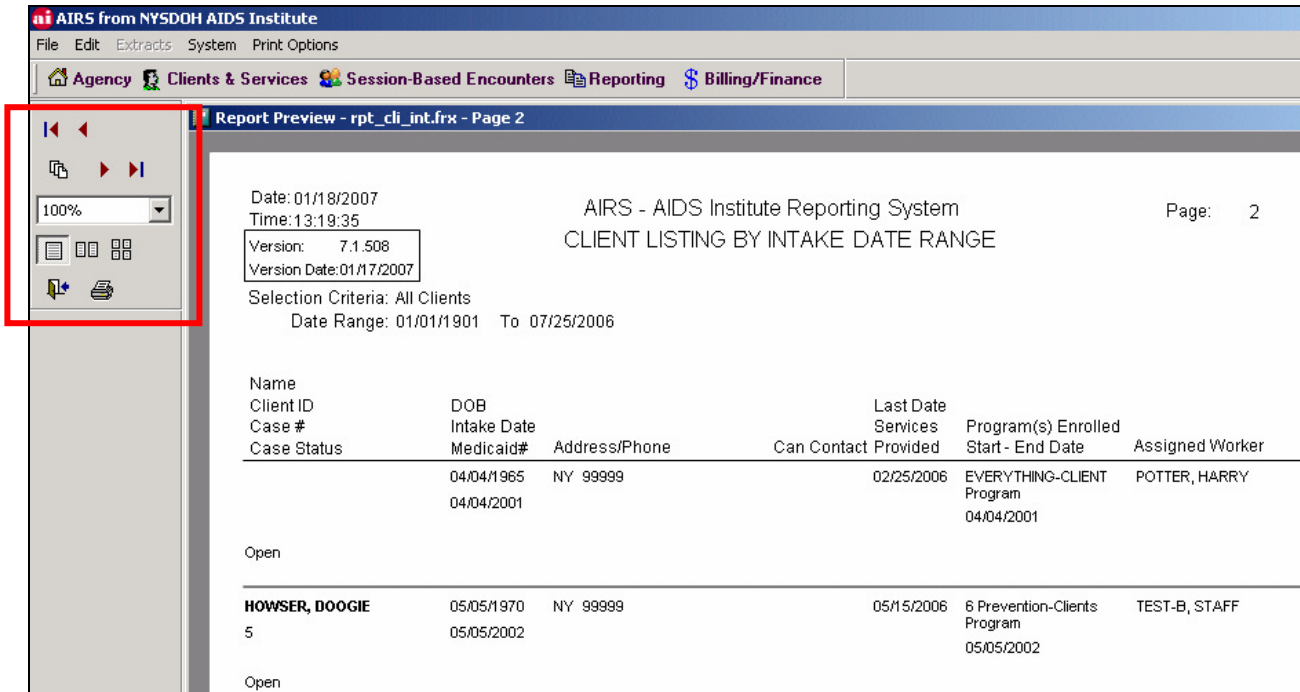 ai AIRS from NYSDOH AIDS Institute
File Edit Extracts System Print Options
Agency Clients & Services Session-Based Encounters Reporting $ Billing/Finance
Report Preview - rpt_cli_int.frx - Page 2
100%
Date: 01/18/2007
Time: 13:19:35
Version: 7.1.508
Version Date: 01/17/2007
AIRS - AIDS Institute Reporting System
CLIENT LISTING BY INTAKE DATE RANGE
Page: 2
Selection Criteria: All Clients
Date Range: 01/01/1901 To 07/25/2006
Name
Client ID DOB Last Date
Case # Intake Date Services Program(s) Enrolled
Case Status Medicaid# Address/Phone Can Contact Provided Start - End Date Assigned Worker
04/04/1965 NY 99999 02/25/2006 EVERYTHING-CLIENT POTTER, HARRY
Program
04/04/2001
04/04/2001
Open
HOWSER, DOOGIE 05/05/1970 NY 99999 05/15/2006 6 Prevention-Clients TEST-B, STAFF
Program
5 05/05/2002
05/05/2002
Open